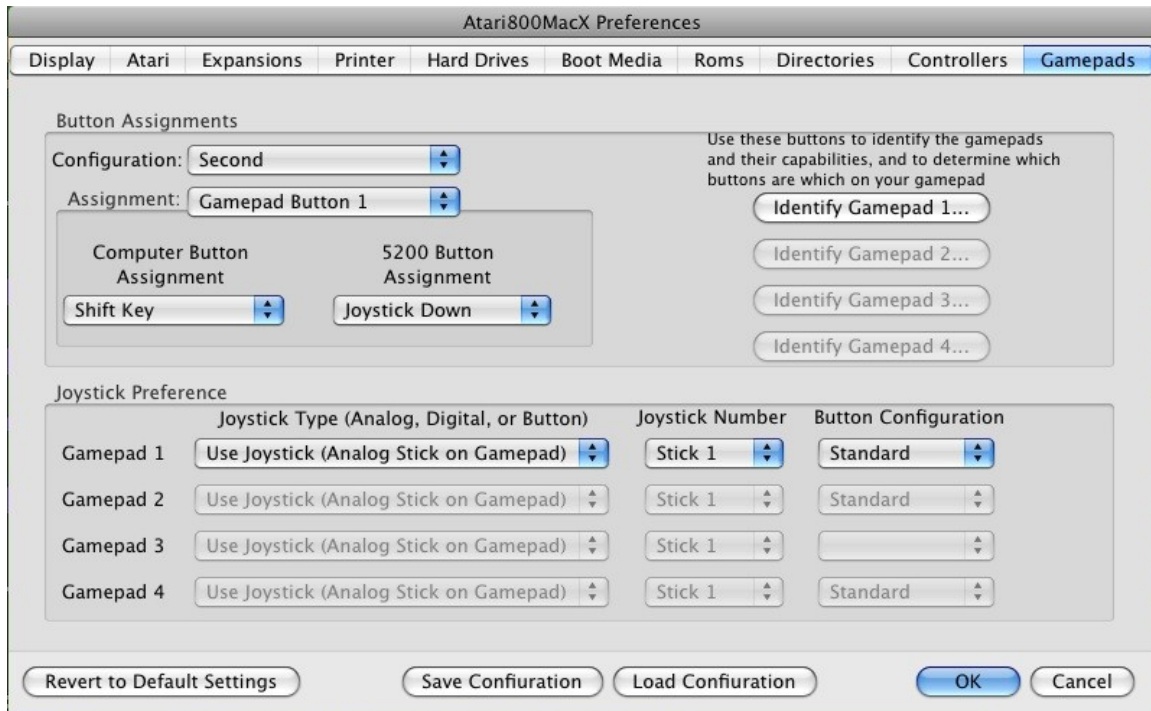 Atari800MacX Preferences
Display Atari Expansions Printer Hard Drives Boot Media Roms Directories Controllers Gamepads
Button Assignments
Configuration: Second
Assignment: Gamepad Button 1
Computer Button
Assignment
Shift Key
5200 Button
Assignment
Joystick Down
Use these buttons to identify the gamepads
and their capabilities, and to determine which
buttons are which on your gamepad
Identify Gamepad 1...
Identify Gamepad 2...
Identify Gamepad 3...
Identify Gamepad 4...
Joystick Preference
Joystick Type (Analog, Digital, or Button) Joystick Number Button Configuration
Gamepad 1 Use Joystick (Analog Stick on Gamepad) Stick 1 Standard
Gamepad 2 Use Joystick (Analog Stick on Gamepad) Stick 1 Standard
Gamepad 3 Use Joystick (Analog Stick on Gamepad) Stick 1
Gamepad 4 Use Joystick (Analog Stick on Gamepad) Stick 1 Standard
Revert to Default Settings Save Confiuration Load Confiuration OK Cancel